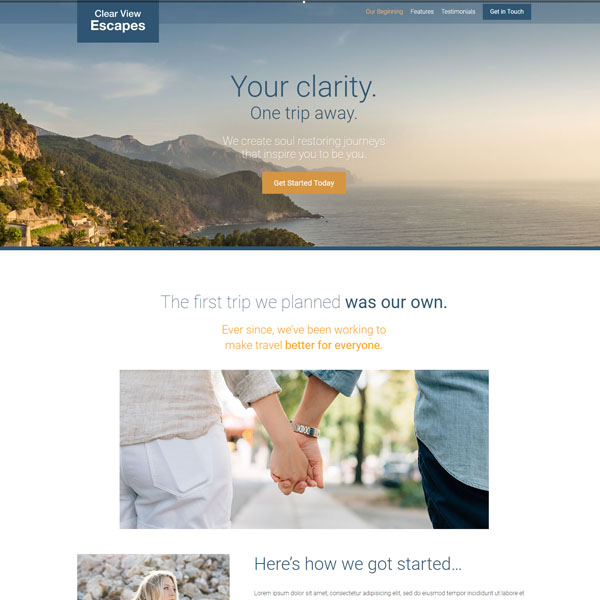 Clear View
Escapes
Our Beginning
Features
Testimonials
Get in Touch
Your clarity.
One trip away.
We create soul restoring journeys
that inspire you to be you.
Get Started Today
The first trip we planned was our own.
Ever since, we've been working to
make travel better for everyone.
Here's how we got started...
Lorem ipsum dolor sit amet, consectetur adipisicing elit, sed do eiusmod tempor incididunt ut labore et